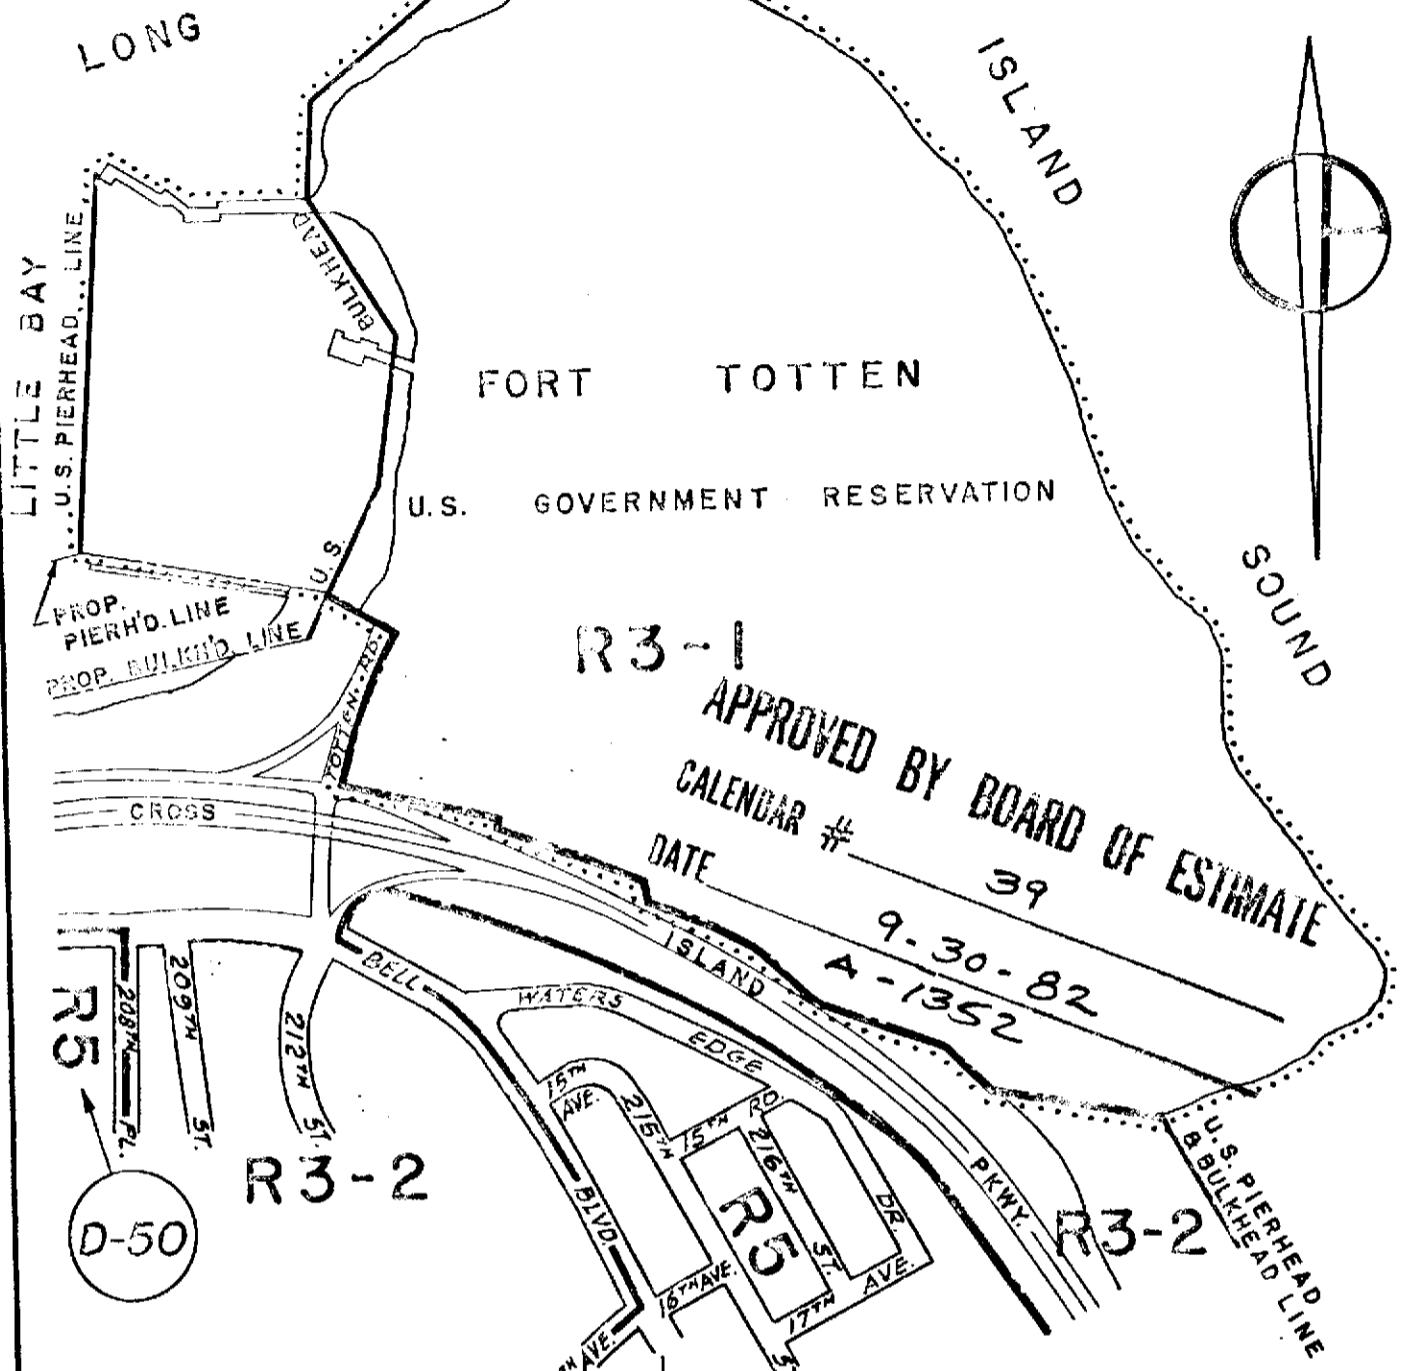 LONG
ISLAND
SOUND
LITTLE BAY
U.S. PIERHEAD LINE
BULKHEAD
U.S.
FORT TOTTEN
U.S. GOVERNMENT RESERVATION
PROP.
PIERH'D. LINE
PROP. BULKH'D. LINE
TOTTEN RD.
R3-1
APPROVED BY BOARD OF ESTIMATE
CALENDAR # 39
DATE 9-30-82
A-1352
CROSS
ISLAND
PKWY.
BELL
BLVD.
WATERS
EDGE
DR.
R5
208TH PL.
209TH ST.
212TH ST.
15TH
AVE.
215TH
15TH RD.
216TH ST.
R3-2
R5
R3-2
D-50
16TH AVE.
17TH AVE.
AVE.
U.S. PIERHEAD
& BULKHEAD LINE